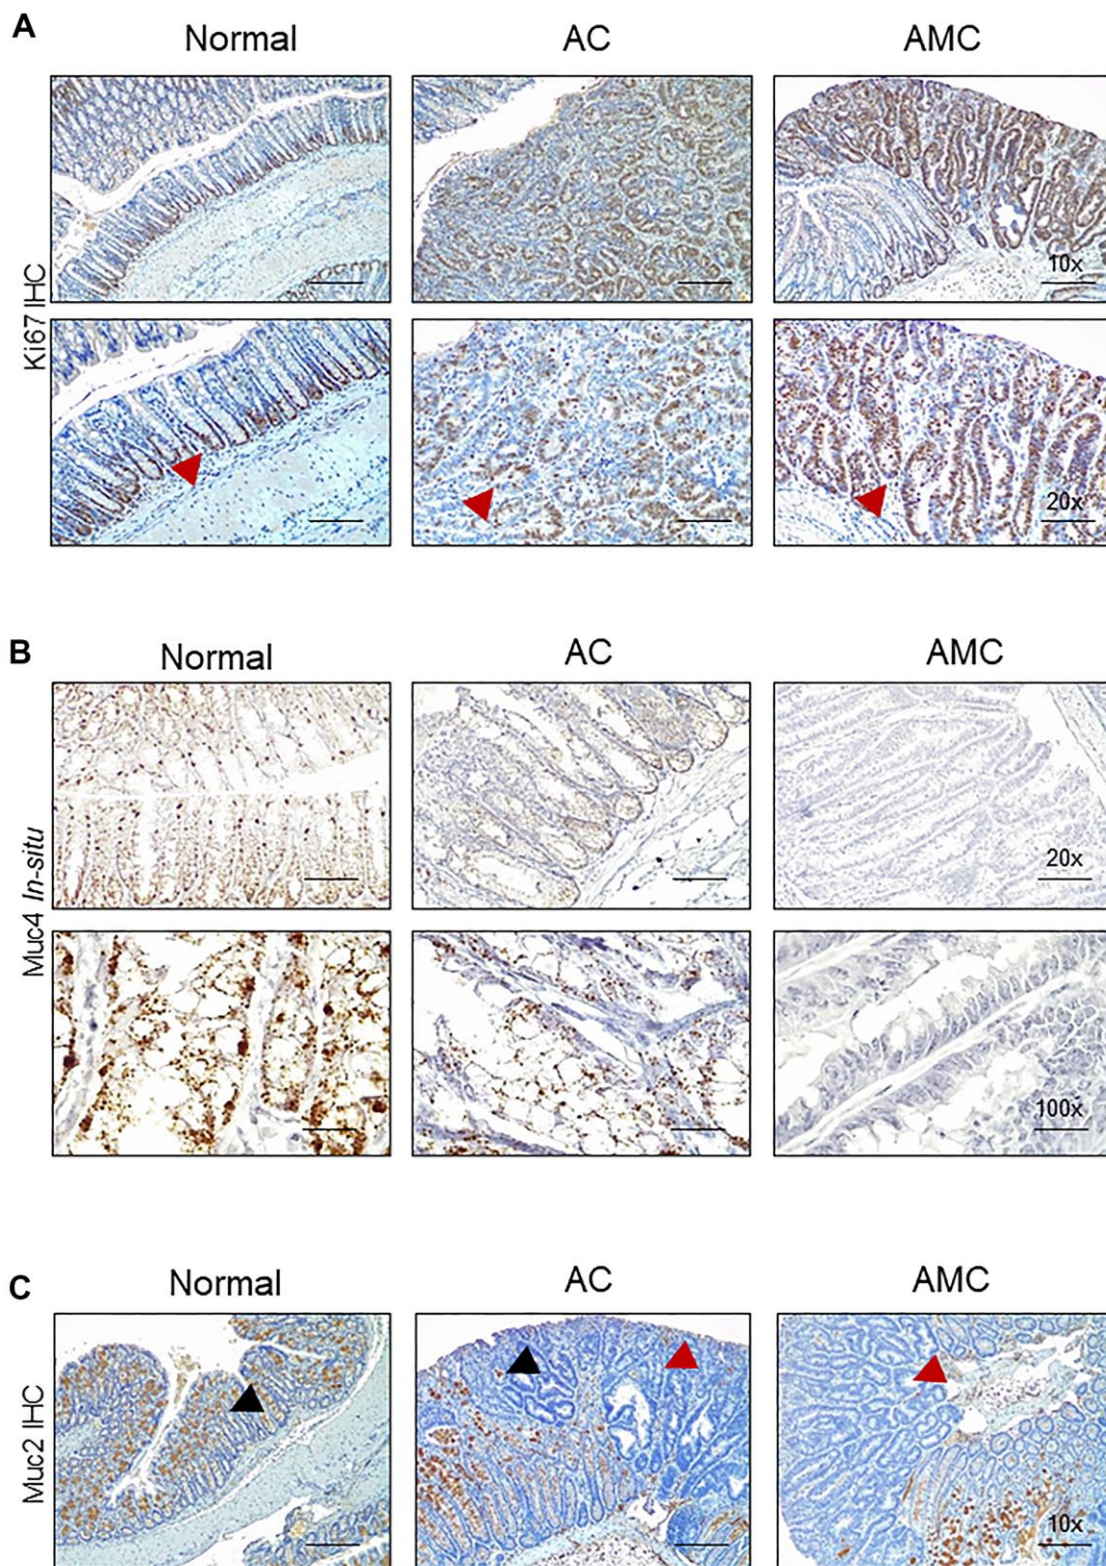 A
Normal
AC
AMC
Ki67 IHC
10x
20x
B
Normal
AC
AMC
Muc4 In-situ
20x
100x
C
Normal
AC
AMC
Muc2 IHC
10x